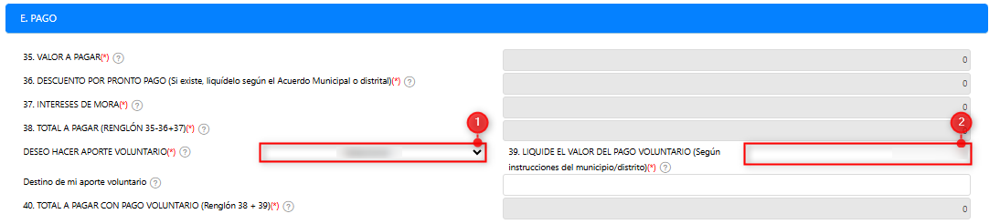 E. PAGO
35. VALOR A PAGAR(*) ?
0
36. DESCUENTO POR PRONTO PAGO (Si existe, liquídelo según el Acuerdo Municipal o distrital)(*) ?
0
37. INTERESES DE MORA(*) ?
0
38. TOTAL A PAGAR (RENGLÓN 35-36+37)(*) ?
0
1
2
DESEO HACER APORTE VOLUNTARIO(*) ?
39. LIQUIDE EL VALOR DEL PAGO VOLUNTARIO (Según
instrucciones del municipio/distrito)(*) ?
Destino de mi aporte voluntario ?
40. TOTAL A PAGAR CON PAGO VOLUNTARIO (Renglón 38 + 39)(*) ?
0